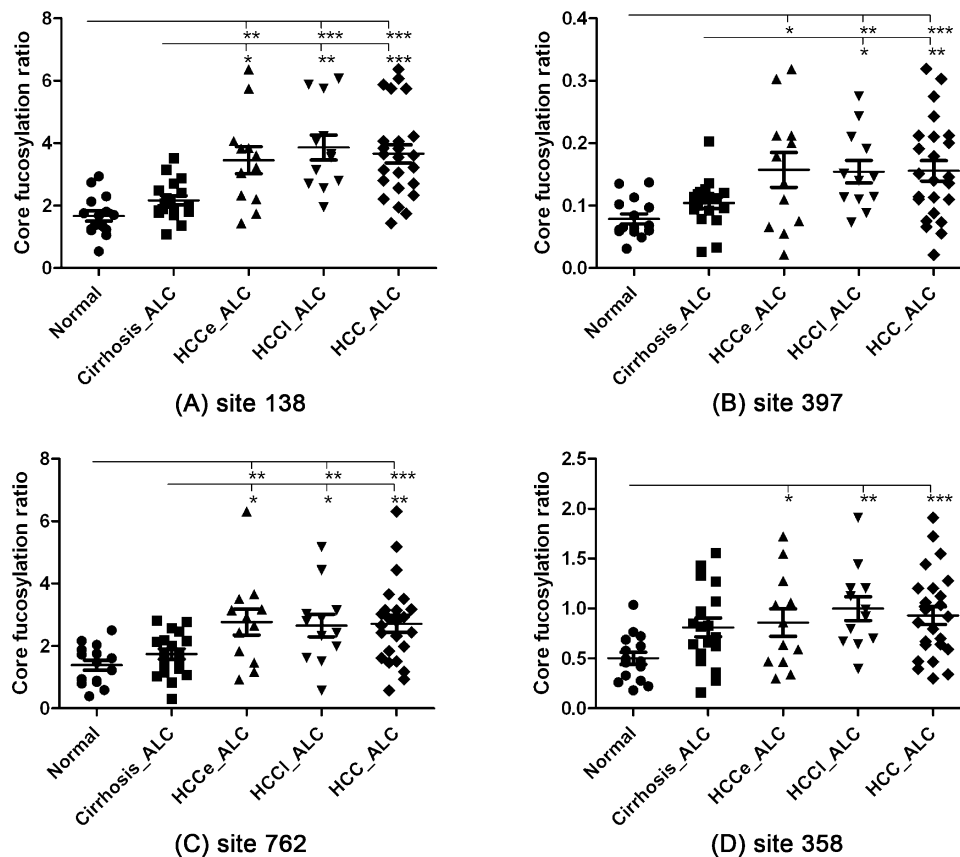 Core fucosylation ratio
8
6
4
2
0
** *** ***
* ** ***
Normal
Cirrhosis_ALC
HCCe_ALC
HCCl_ALC
HCC_ALC
(A) site 138
Core fucosylation ratio
0.4
0.3
0.2
0.1
0.0
* ** ***
* **
Normal
Cirrhosis_ALC
HCCe_ALC
HCCl_ALC
HCC_ALC
(B) site 397
Core fucosylation ratio
8
6
4
2
0
** ** ***
* * **
Normal
Cirrhosis_ALC
HCCe_ALC
HCCl_ALC
HCC_ALC
(C) site 762
Core fucosylation ratio
2.5
2.0
1.5
1.0
0.5
0.0
* ** ***
Normal
Cirrhosis_ALC
HCCe_ALC
HCCl_ALC
HCC_ALC
(D) site 358